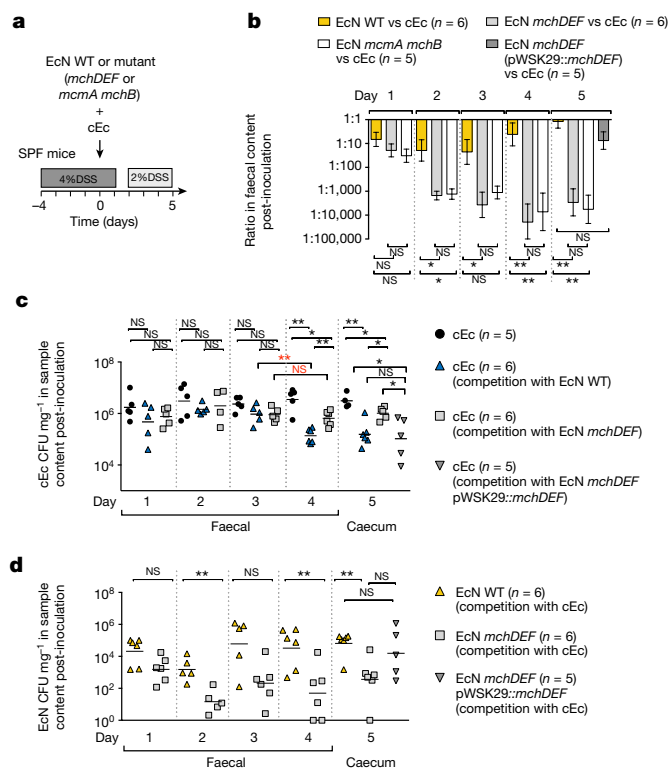 a
EcN WT or mutant
(mchDEF or
mcmA mchB)
+
cEc
SPF mice
0
4%DSS
2%DSS
−4
0
5
Time (days)
b
EcN WT vs cEc (n = 6)
EcN mcmA mchB
vs cEc (n = 5)
EcN mchDEF vs cEc (n = 6)
EcN mchDEF
(pWSK29::mchDEF)
vs cEc (n = 5)
Day 1 2 3 4 5
Ratio in faecal content
post-inoculation
1:1
1:10
1:100
1:1,000
1:10,000
1:100,000
NS
NS NS NS NS NS
NS * * ** **
NS * NS ** **
c
cEc CFU mg−1 in sample
content post-inoculation
10^8
10^6
10^4
NS NS NS ** **
NS NS NS * *
NS NS NS ** *
** *
NS NS
*
Day 1 2 3 4 5
Faecal Caecum
cEc (n = 5)
cEc (n = 6)
(competition with EcN WT)
cEc (n = 6)
(competition with EcN mchDEF)
cEc (n = 5)
(competition with EcN mchDEF
pWSK29::mchDEF)
d
EcN CFU mg−1 in sample
content post-inoculation
10^8
10^6
10^4
10^2
10^0
NS ** NS ** ** NS
NS
Day 1 2 3 4 5
Faecal Caecum
EcN WT (n = 6)
(competition with cEc)
EcN mchDEF (n = 6)
(competition with cEc)
EcN mchDEF (n = 5)
pWSK29::mchDEF
(competition with cEc)